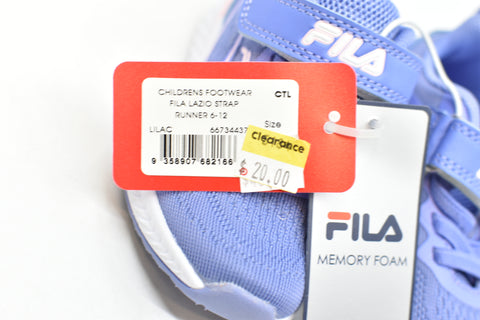 FILA
CHILDRENS FOOTWEAR CTL
FILA LAZIO STRAP
RUNNER 6-12
LILAC 66734437 Size
clearance
9 358907 682166
$20.00
FILA
MEMORY FOAM